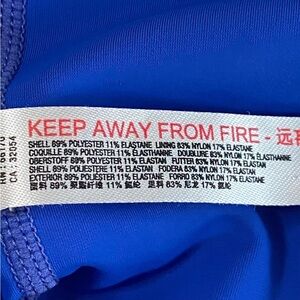 KEEP AWAY FROM FIRE - 远
SHELL 89% POLYESTER 11% ELASTANE LINING 83% NYLON 17% ELASTANE
COQUILLE 89% POLYESTER 11% ELASTHANNE DOUBLURE 83% NYLON 17% ELASTHANNE
OBERSTOFF 89% POLYESTER 11% ELASTAN FUTTER 83% NYLON 17% ELASTAN
SHELL 89% POLIESTERE 11% ELASTAN FODERA 83% NYLON 17% ELASTAN
EXTERIOR 89% POLIESTER 11% ELASTANE FORRO 83% NYLON 17% ELASTANE
面料 89% 聚酯纤维 11% 氨纶 里料 83% 尼龙 17% 氨纶
CA: 32054